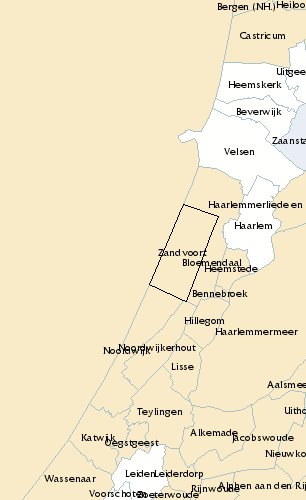 Bergen (NH.)
Heiloo
Castricum
Uitgee
Heemskerk
Beverwijk
Zaansta
Velsen
Haarlemmerliede en
Haarlem
Zandvoort
Bloemendaal
Heemstede
Bennebroek
Hillegom
Haarlemmermeer
Noordwijkerhout
Noordwijk
Lisse
Aalsmee
Teylingen
Uitho
Alkemade
Jacobswoude
Katwijk
Oegstgeest
Nieuwko
Wassenaar
Leiden
Leiderdorp
Alphen aan den Rij
Rijnwoude
Voorschoten
Zoeterwoude